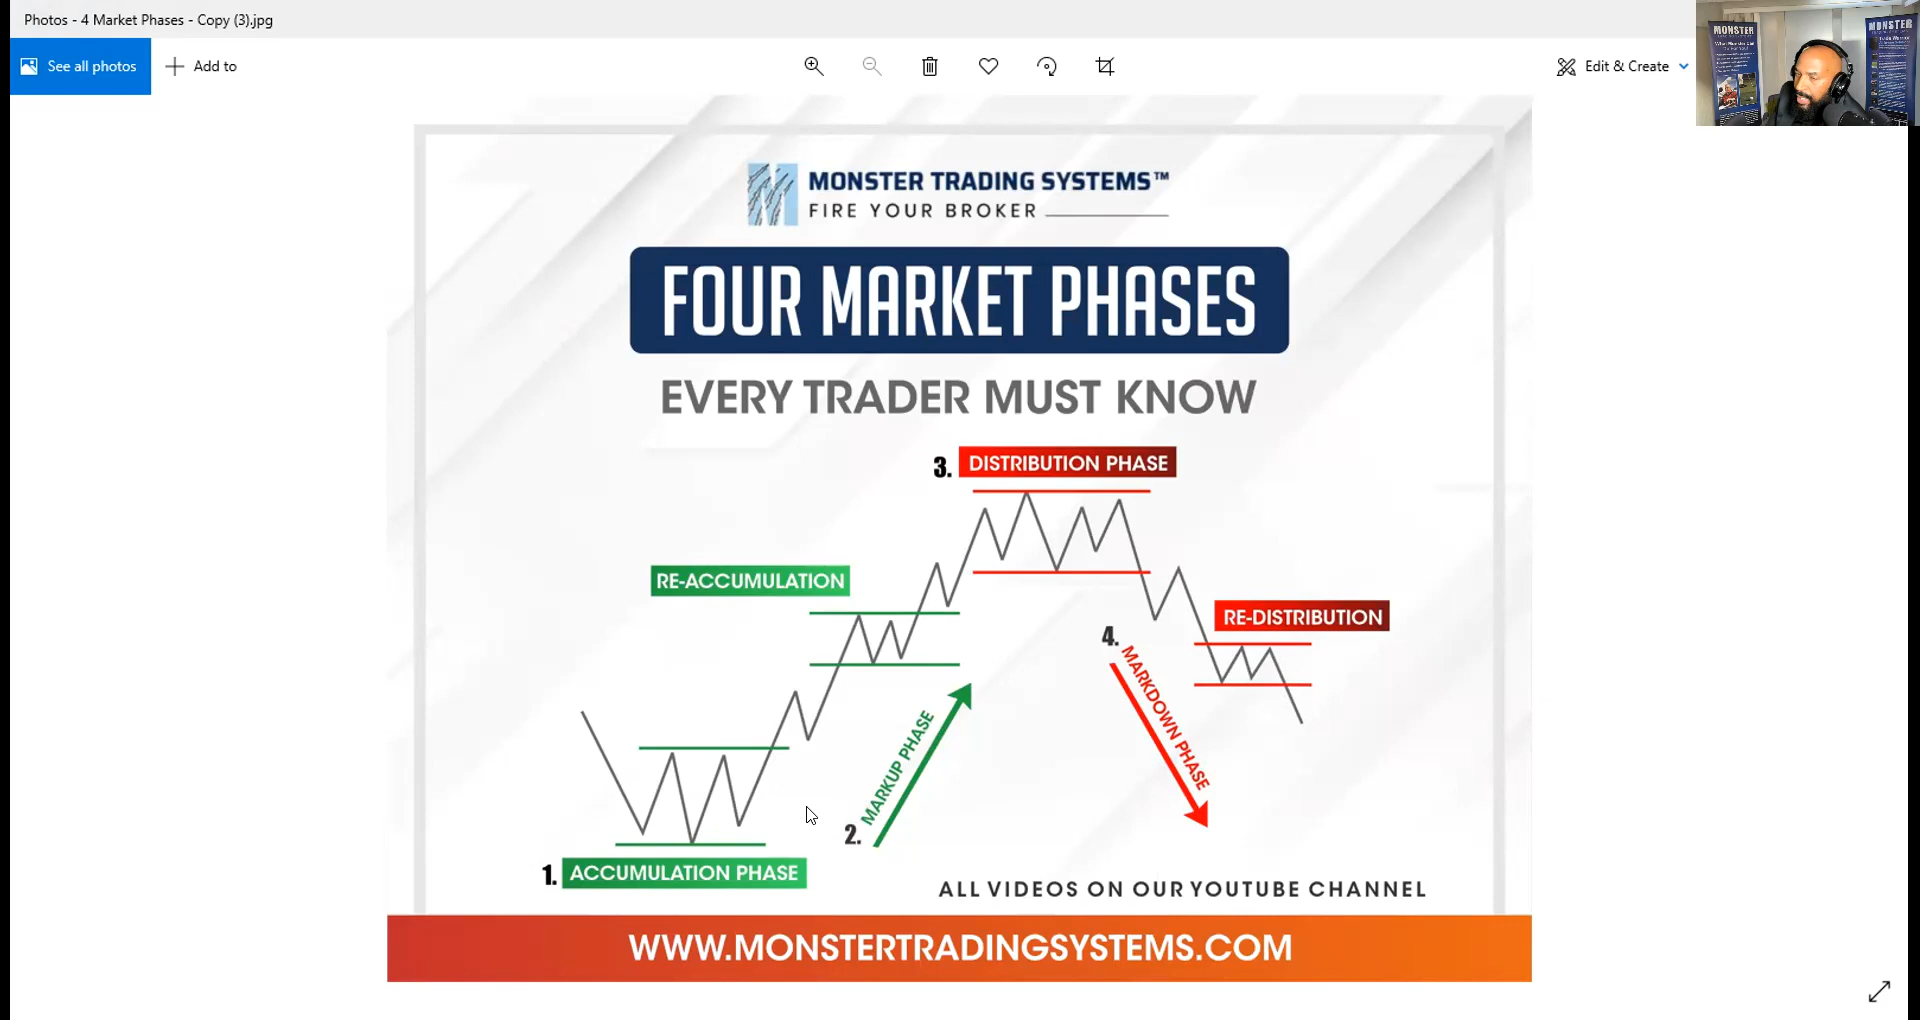 Photos - 4 Market Phases - Copy (3).jpg
See all photos
Add to
Edit & Create
MONSTER
MONSTER
MONSTER TRADING SYSTEMS™
FIRE YOUR BROKER
FOUR MARKET PHASES
EVERY TRADER MUST KNOW
3. DISTRIBUTION PHASE
RE-ACCUMULATION
RE-DISTRIBUTION
4. MARKDOWN PHASE
2. MARKUP PHASE
1. ACCUMULATION PHASE
ALL VIDEOS ON OUR YOUTUBE CHANNEL
WWW.MONSTERTRADINGSYSTEMS.COM